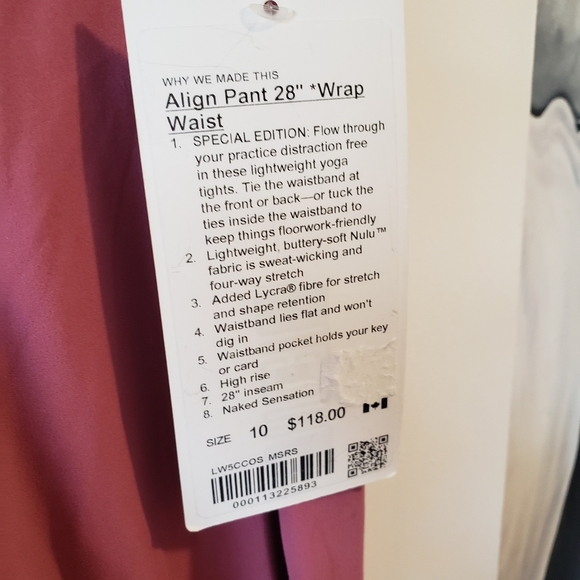 WHY WE MADE THIS
Align Pant 28" *Wrap
Waist
1. SPECIAL EDITION: Flow through
your practice distraction free
in these lightweight yoga
tights. Tie the waistband at
the front or back—or tuck the
ties inside the waistband to
keep things floorwork-friendly
2. Lightweight, buttery-soft Nulu™
fabric is sweat-wicking and
four-way stretch
3. Added Lycra® fibre for stretch
and shape retention
4. Waistband lies flat and won't
dig in
5. Waistband pocket holds your key
or card
6. High rise
7. 28" inseam
8. Naked Sensation
SIZE 10 $118.00
LW5CCOS MSRS
000113225893